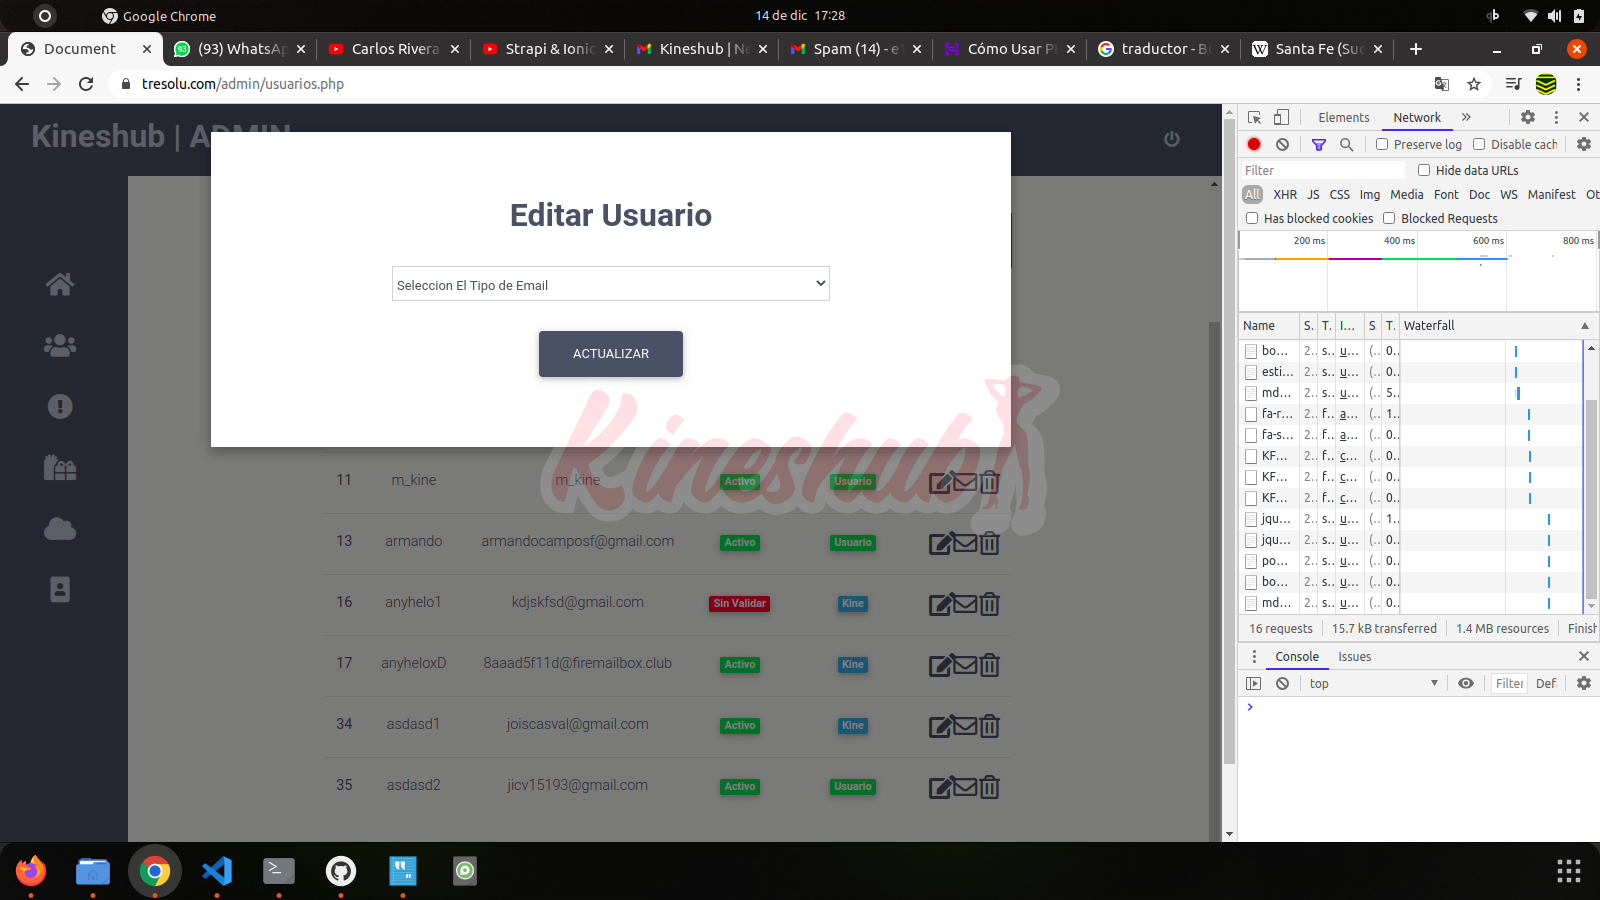 Google Chrome
14 de dic 17:28
Document
(93) WhatsAp
Carlos Rivera
Strapi & Ionic
Kineshub | Ne
Spam (14) - e1
Cómo Usar PH
traductor - Bu
Santa Fe (Suc
tresolu.com/admin/usuarios.php
Kineshub | ADMIN
Editar Usuario
Seleccion El Tipo de Email
ACTUALIZAR
Kineshub
11 m_kine m_kine Activo Usuario
13 armando armandocamposf@gmail.com Activo Usuario
16 anyhelo1 kdjskfsd@gmail.com Sin Validar Kine
17 anyheloxD 8aaad5f11d@firemailbox.club Activo Kine
34 asdasd1 joiscasval@gmail.com Activo Kine
35 asdasd2 jicv15193@gmail.com Activo Usuario
Elements Network
Preserve log Disable cach
Filter Hide data URLs
All XHR JS CSS Img Media Font Doc WS Manifest Ot
Has blocked cookies Blocked Requests
200 ms 400 ms 600 ms 800 ms
Name S. T. I... S T. Waterfall
bo... 2.. s.. u... (.. 0..
esti... 2.. s.. u... (.. 0..
md... 2.. s.. u... (.. 5..
fa-r... 2.. f.. a... (.. 1..
fa-s... 2.. f.. a... (.. 0..
KF... 2.. f.. c... (.. 0..
KF... 2.. f.. c... (.. 0..
KF... 2.. f.. c... (.. 0..
jqu... 2.. s.. u... (.. 1..
jqu... 2.. s.. u... (.. 0..
po... 2.. s.. u... (.. 0..
bo... 2.. s.. u... (.. 0..
md... 2.. s.. u... (.. 0..
16 requests 15.7 kB transferred 1.4 MB resources Finish
Console Issues
top Filter Def